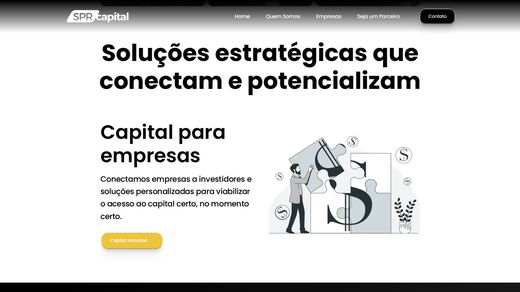 SPR capital
Home
Quem Somos
Empresas
Seja um Parceiro
Contato
Soluções estratégicas que
conectam e potencializam
Capital para
empresas
Conectamos empresas a investidores e
soluções personalizadas para viabilizar
o acesso ao capital certo, no momento
certo.
Captar recursos